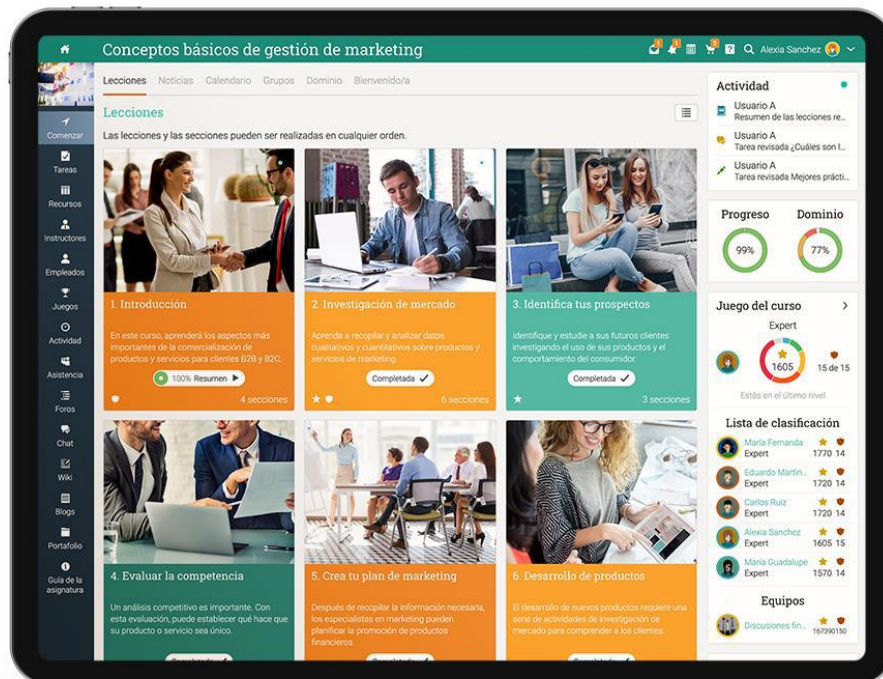 Conceptos básicos de gestión de marketing
Alexia Sanchez
Lecciones Noticias Calendario Grupos Dominio Bienvenido/a
Lecciones
Las lecciones y las secciones pueden ser realizadas en cualquier orden.
Comenzar
Tareas
Recursos
Instructores
Empleados
Juegos
Actividad
Asistencia
Foros
Chat
Wiki
Blogs
Portafolio
Guía de la
asignatura
1. Introducción
En este curso, aprenderá los aspectos más
importantes de la comercialización de
productos y servicios para clientes B2B y B2C.
100% Resumen
4 secciones
2. Investigación de mercado
Aprenda a recopilar y analizar datos
cualitativos y cuantitativos sobre productos y
servicios de marketing.
Completada
6 secciones
3. Identifica tus prospectos
Identifique y estudie a sus futuros clientes
investigando el uso de sus productos y el
comportamiento del consumidor.
Completada
3 secciones
4. Evaluar la competencia
Un análisis competitivo es importante. Con
esta evaluación, puede establecer qué hace que
su producto o servicio sea único.
Completada
5. Crea tu plan de marketing
Después de recopilar la información necesaria,
los especialistas en marketing pueden
planificar la promoción de productos
financieros.
Completada
6. Desarrollo de productos
El desarrollo de nuevos productos requiere una
serie de actividades de investigación de
mercado para comprender a los clientes.
Completada
Actividad
Usuario A
Resumen de las lecciones re...
Usuario A
Tarea revisada ¿Cuáles son l...
Usuario A
Tarea revisada Mejores prácti...
Progreso Dominio
99% 77%
Juego del curso
Expert
1605
15 de 15
Estás en el último nivel
Lista de clasificación
María Fernanda
Expert 1770 14
Eduardo Martin...
Expert 1720 14
Carlos Ruiz
Expert 1720 14
Alexia Sanchez
Expert 1605 15
Maria Guadalupe
Expert 1570 14
Equipos
Discusiones fin...
167390150